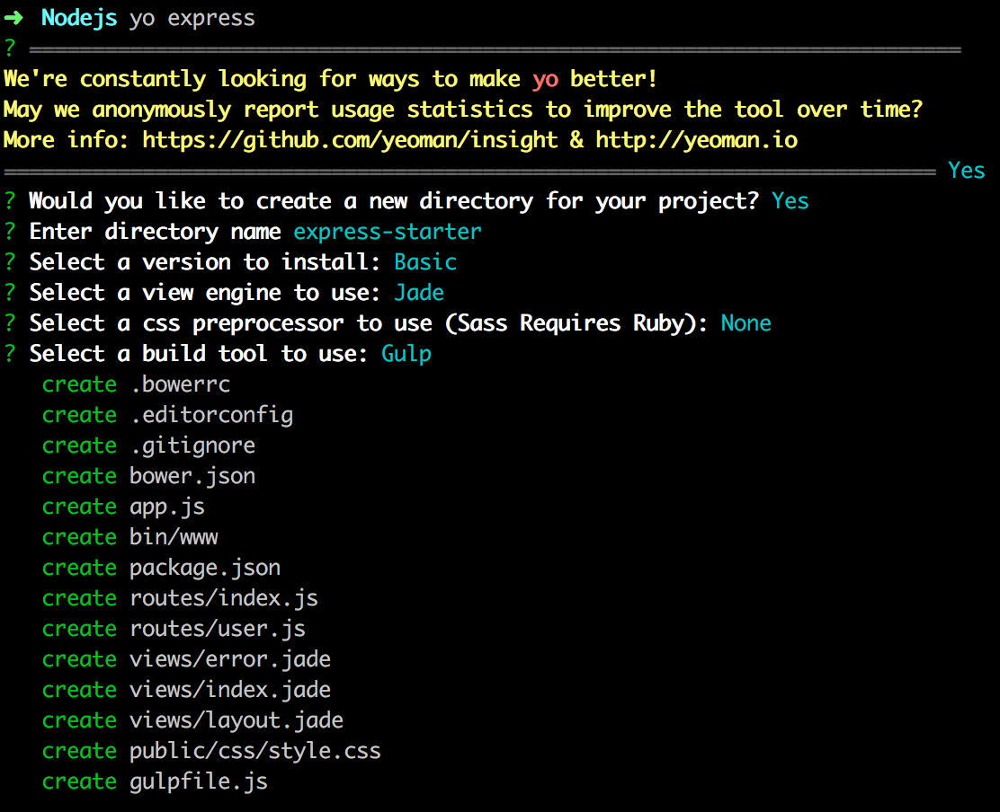 ➜ Nodejs yo express
? ══════════════════════════════════════════════════════════════════════════
We're constantly looking for ways to make yo better!
May we anonymously report usage statistics to improve the tool over time?
More info: https://github.com/yeoman/insight & http://yeoman.io
══════════════════════════════════════════════════════════════════════════ Yes
? Would you like to create a new directory for your project? Yes
? Enter directory name express-starter
? Select a version to install: Basic
? Select a view engine to use: Jade
? Select a css preprocessor to use (Sass Requires Ruby): None
? Select a build tool to use: Gulp
create .bowerrc
create .editorconfig
create .gitignore
create bower.json
create app.js
create bin/www
create package.json
create routes/index.js
create routes/user.js
create views/error.jade
create views/index.jade
create views/layout.jade
create public/css/style.css
create gulpfile.js